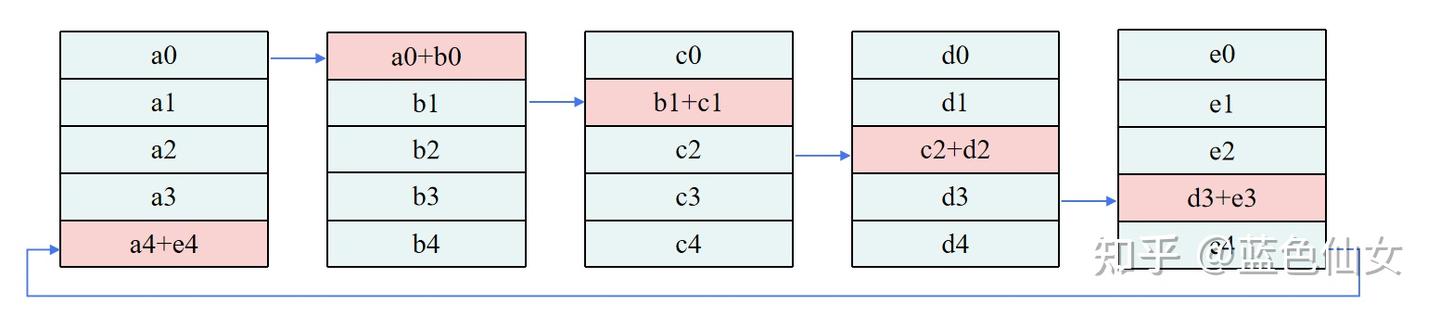 a0 a0+b0 c0 d0 e0
a1 b1 b1+c1 d1 e1
a2 b2 c2 c2+d2 e2
a3 b3 c3 d3 d3+e3
a4+e4 b4 c4 d4 e4
知乎 @蓝色仙女